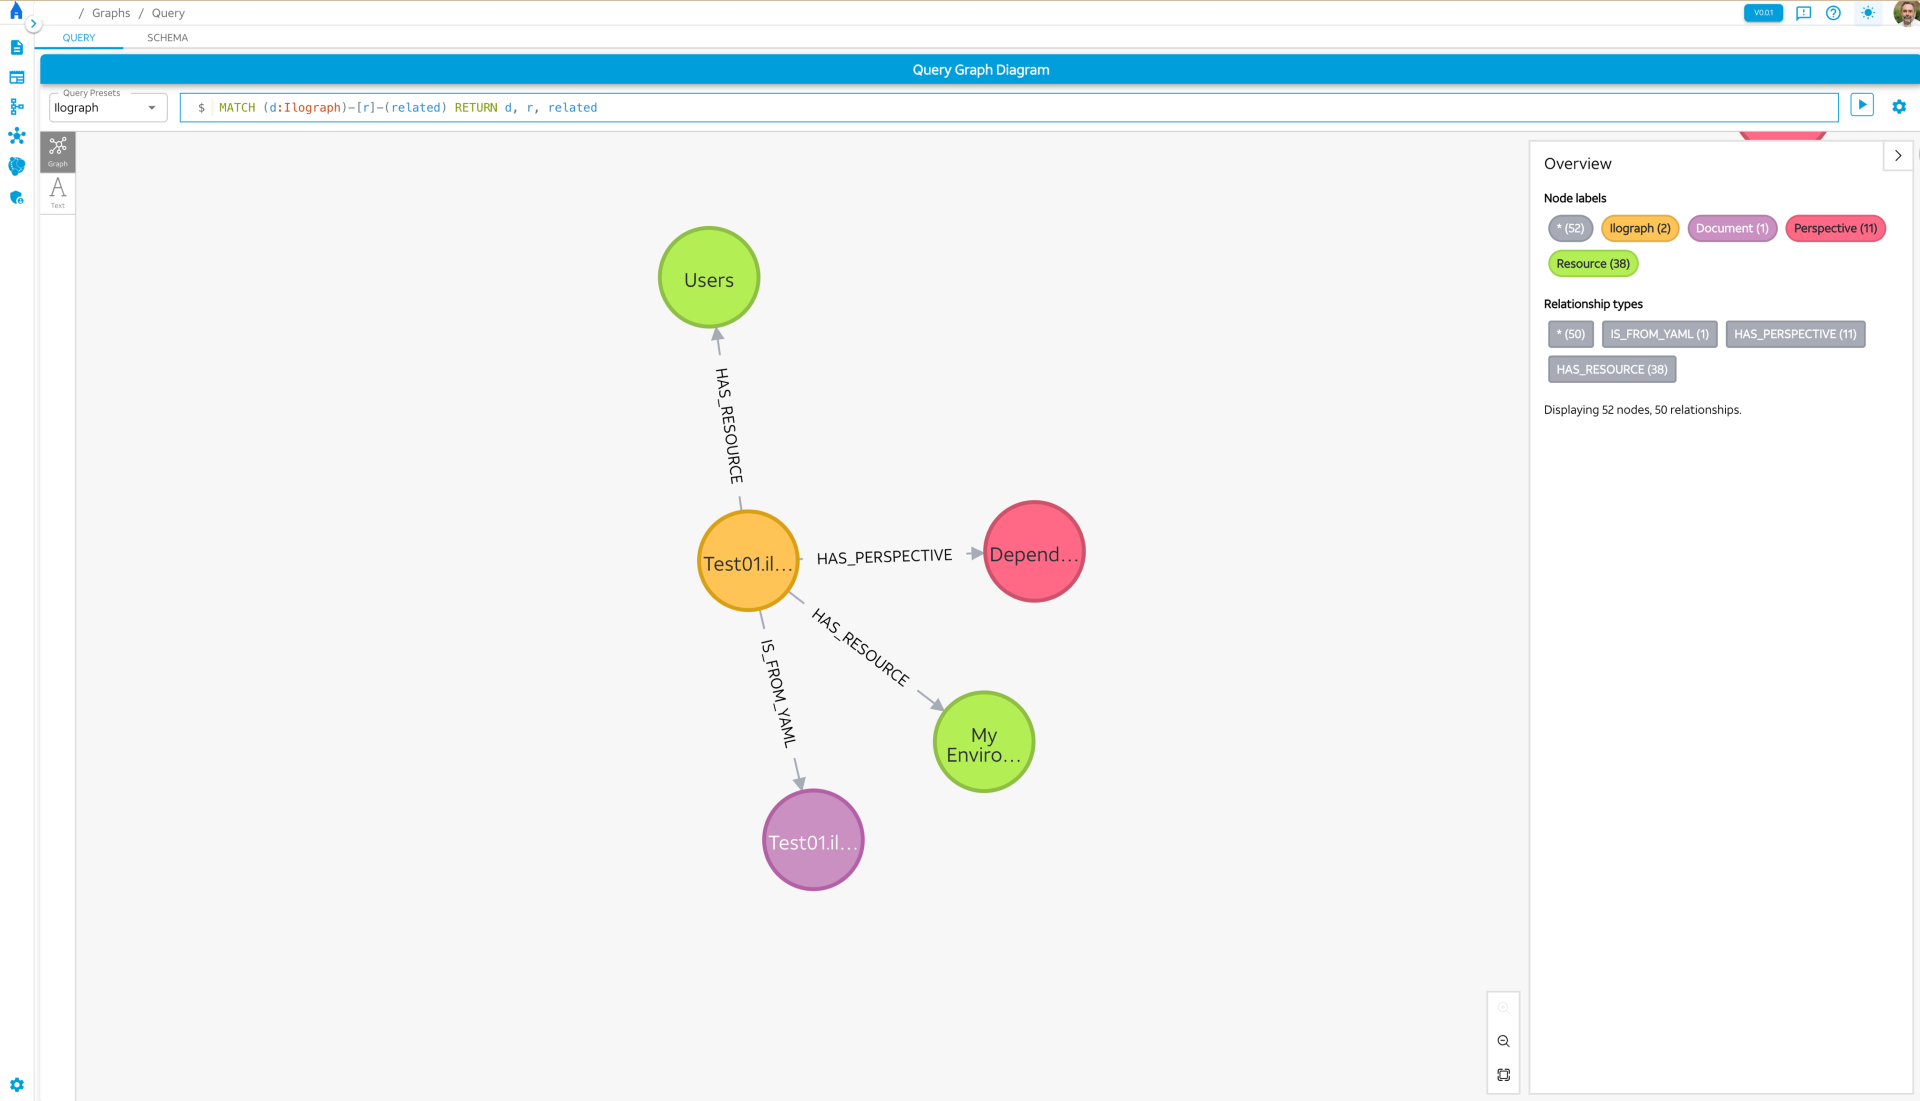 / Graphs / Query
V0.01
QUERY SCHEMA
Query Graph Diagram
Query Presets
Ilograph
$ MATCH (d:Ilograph)-[r]-(related) RETURN d, r, related
Graph
Text
Users
HAS_RESOURCE
Test01.il...
HAS_PERSPECTIVE
Depend...
HAS_RESOURCE
My
Enviro...
IS_FROM_YAML
Test01.il...
Overview
Node labels
* (52) Ilograph (2) Document (1) Perspective (11)
Resource (38)
Relationship types
* (50) IS_FROM_YAML (1) HAS_PERSPECTIVE (11)
HAS_RESOURCE (38)
Displaying 52 nodes, 50 relationships.